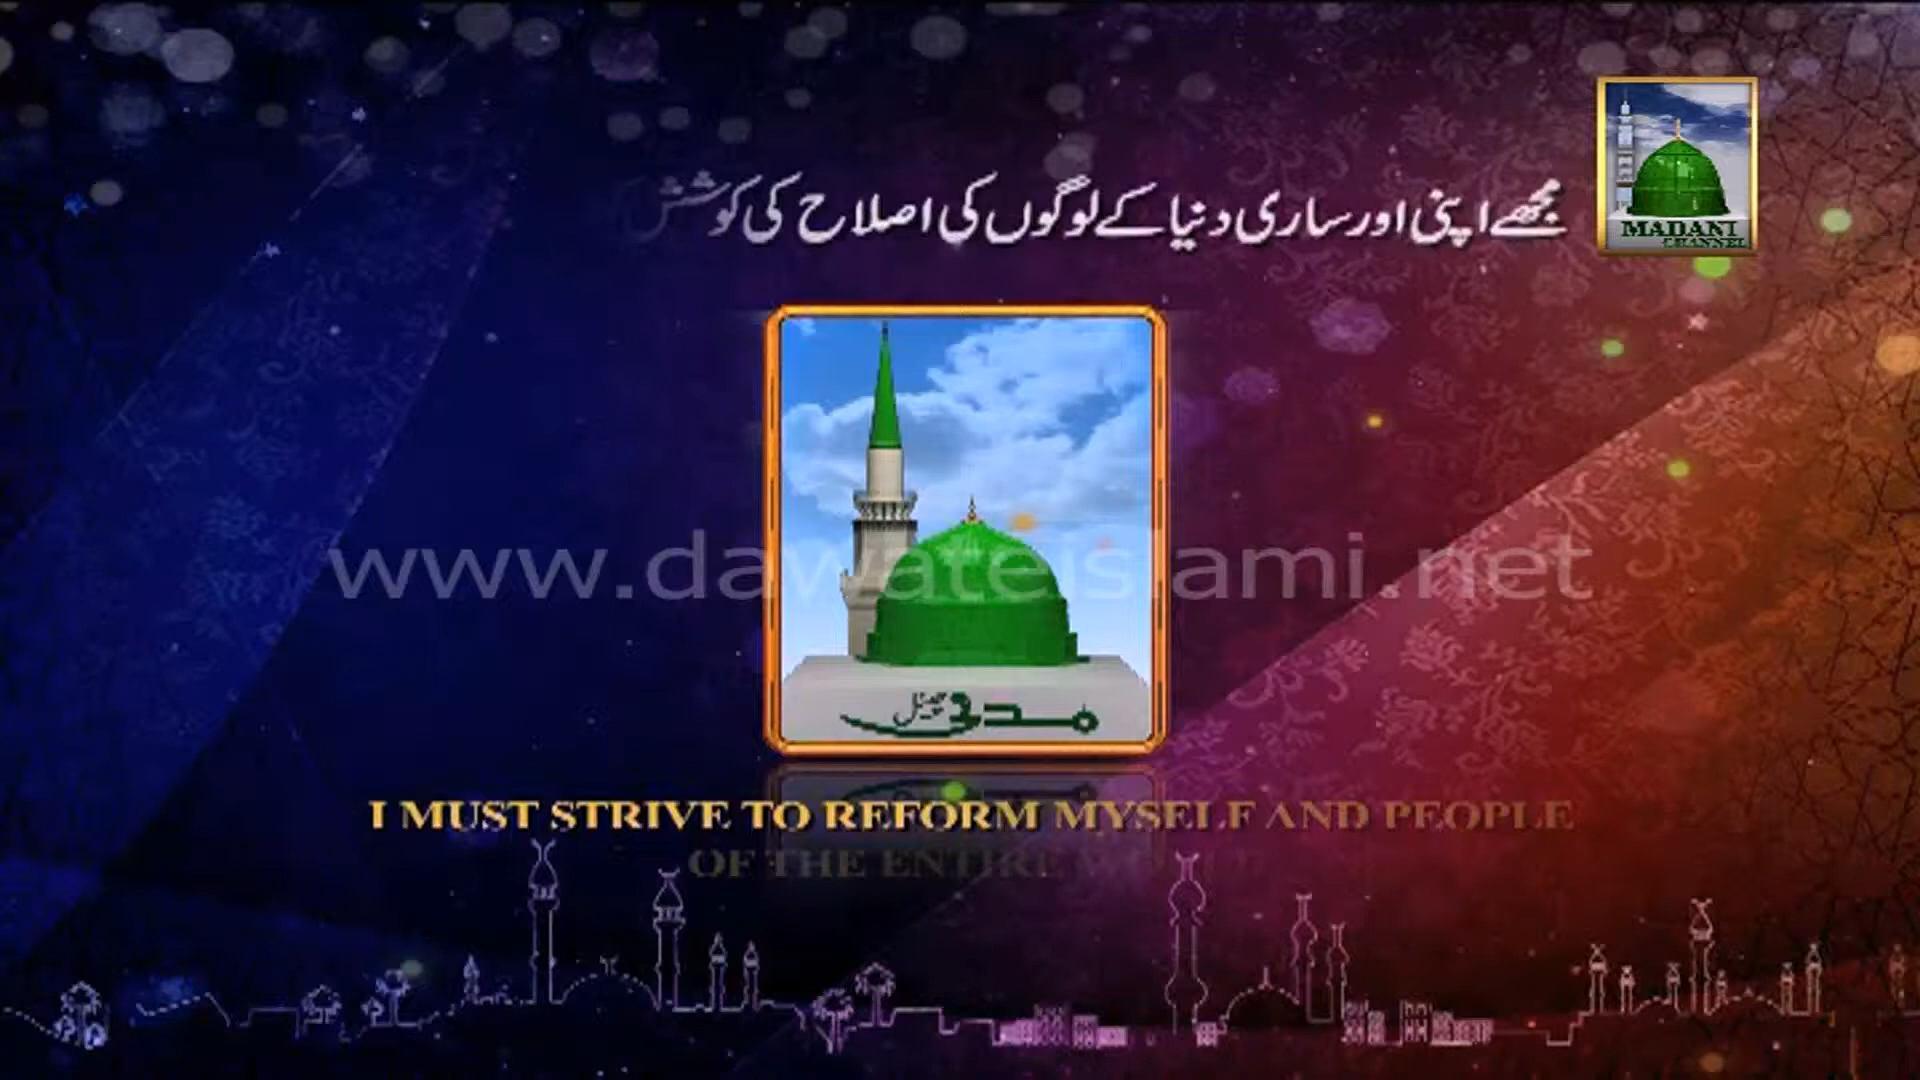 مجھے اپنی اور ساری دنیا کے لوگوں کی اصلاح کی کوشش
MADANI
CHANNEL
www.dawateislami.net
مدنی چینل
I MUST STRIVE TO REFORM MYSELF AND PEOPLE
OF THE ENTIRE